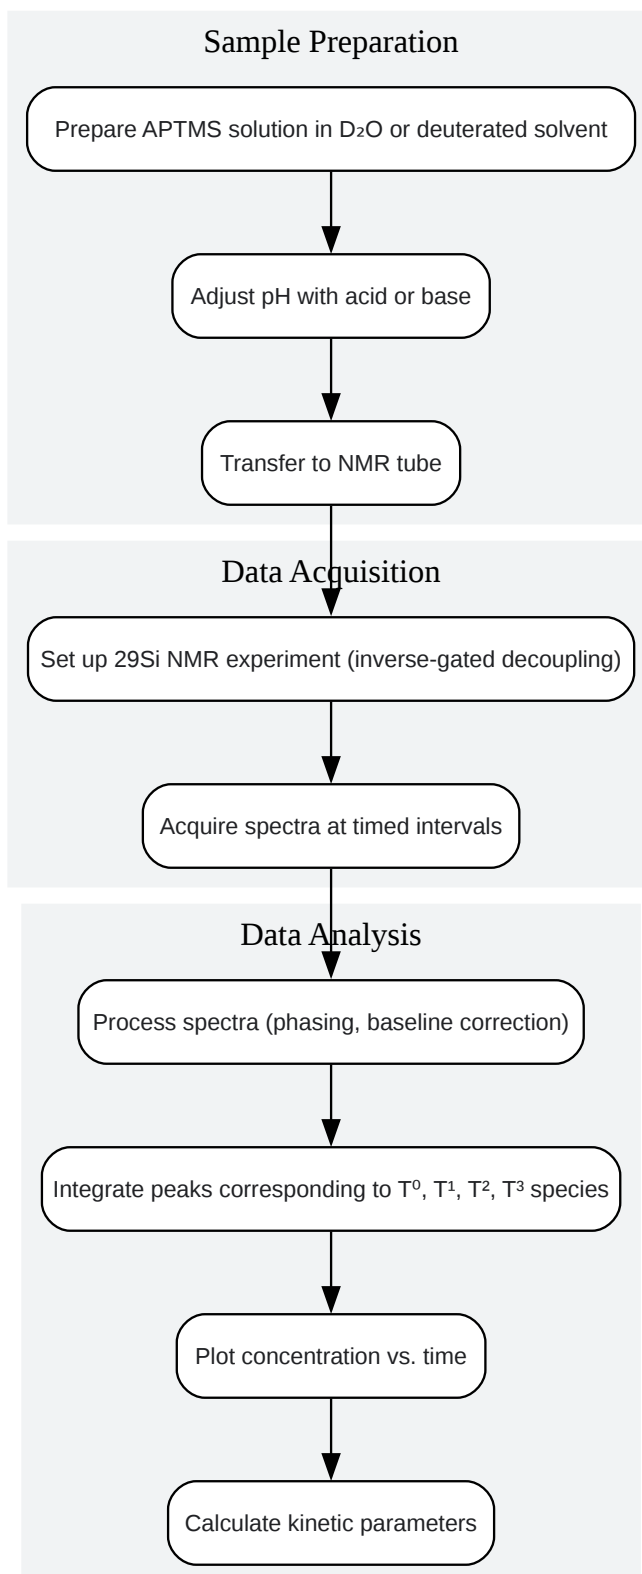 Sample Preparation
Prepare APTMS solution in D₂O or deuterated solvent
Adjust pH with acid or base
Transfer to NMR tube
Data Acquisition
Set up 29Si NMR experiment (inverse-gated decoupling)
Acquire spectra at timed intervals
Data Analysis
Process spectra (phasing, baseline correction)
Integrate peaks corresponding to T⁰, T¹, T², T³ species
Plot concentration vs. time
Calculate kinetic parameters